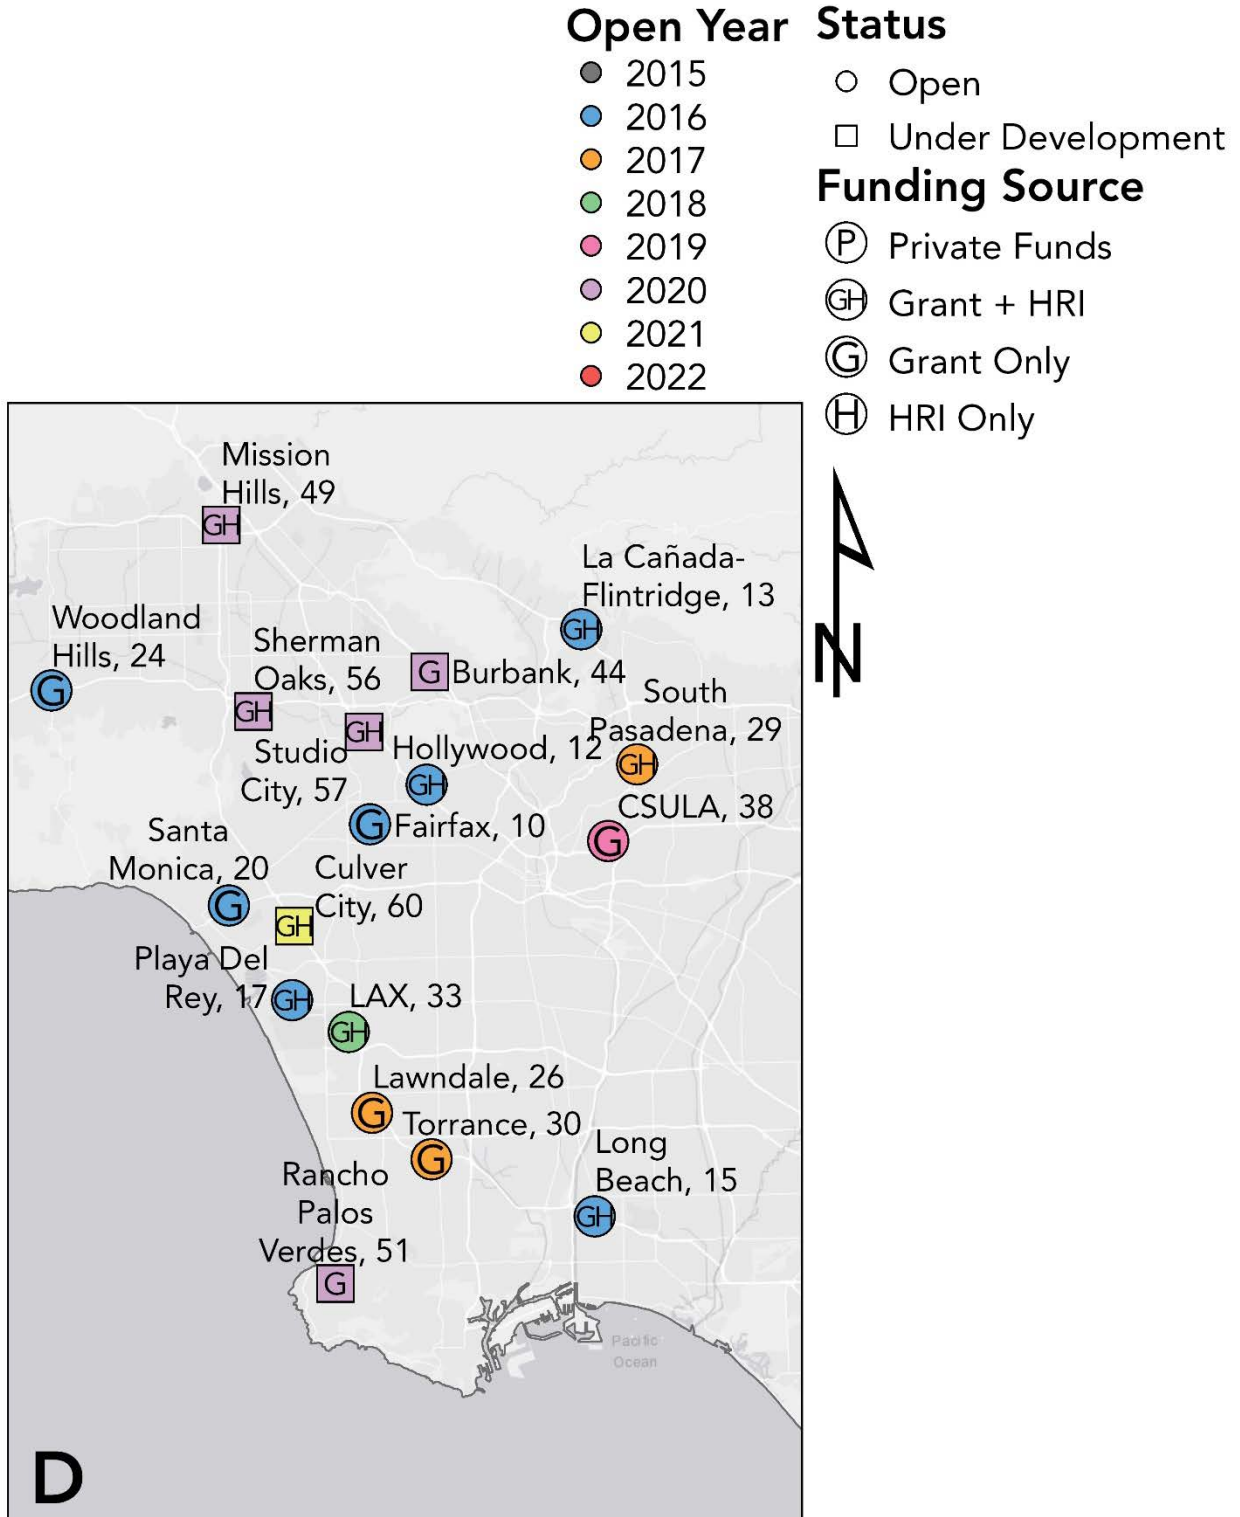 Open Year
2015
2016
2017
2018
2019
2020
2021
2022
Status
Open
Under Development
Funding Source
P Private Funds
GH Grant + HRI
G Grant Only
H HRI Only
N
Mission
Hills, 49
GH
La Cañada-
Flintridge, 13
GH
Woodland
Hills, 24
G
Sherman
Oaks, 56
GH
G Burbank, 44
South
Pasadena, 29
GH
GH
Studio
City, 57
Hollywood, 12
GH
CSULA, 38
G
G Fairfax, 10
Santa
Monica, 20
G
Culver
City, 60
GH
Playa Del
Rey, 17
GH
LAX, 33
GH
Lawndale, 26
G
Torrance, 30
G
Long
Beach, 15
GH
Rancho
Palos
Verdes, 51
G
Pacific
Ocean
D